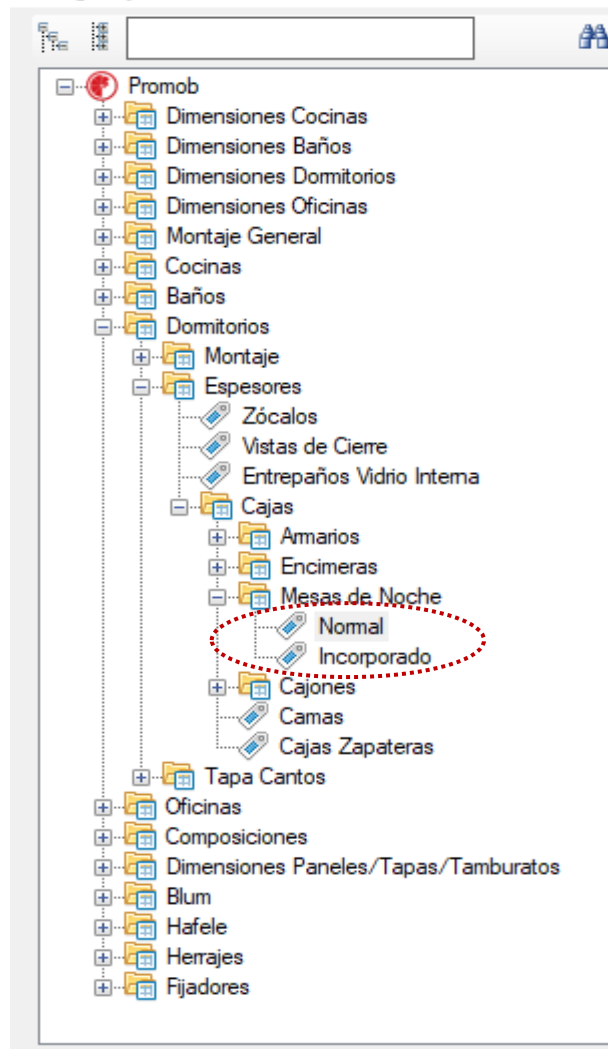 Promob
Dimensiones Cocinas
Dimensiones Baños
Dimensiones Dormitorios
Dimensiones Oficinas
Montaje General
Cocinas
Baños
Dormitorios
Montaje
Espesores
Zócalos
Vistas de Cierre
Entrepaños Vidrio Interna
Cajas
Armarios
Encimeras
Mesas de Noche
Normal
Incorporado
Cajones
Camas
Cajas Zapateras
Tapa Cantos
Oficinas
Composiciones
Dimensiones Paneles/Tapas/Tamburatos
Blum
Hafele
Herrajes
Fijadores